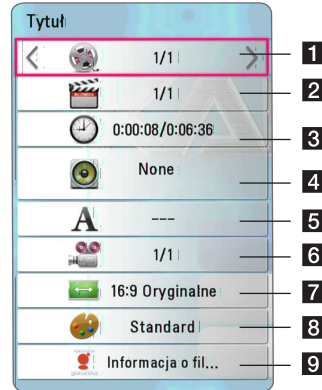 Tytuł
1/1
1
1/1
2
0:00:08/0:06:36
3
None
4
A
---
5
1/1
6
16:9 Oryginalne
7
Standard
8
Informacja o fil...
9